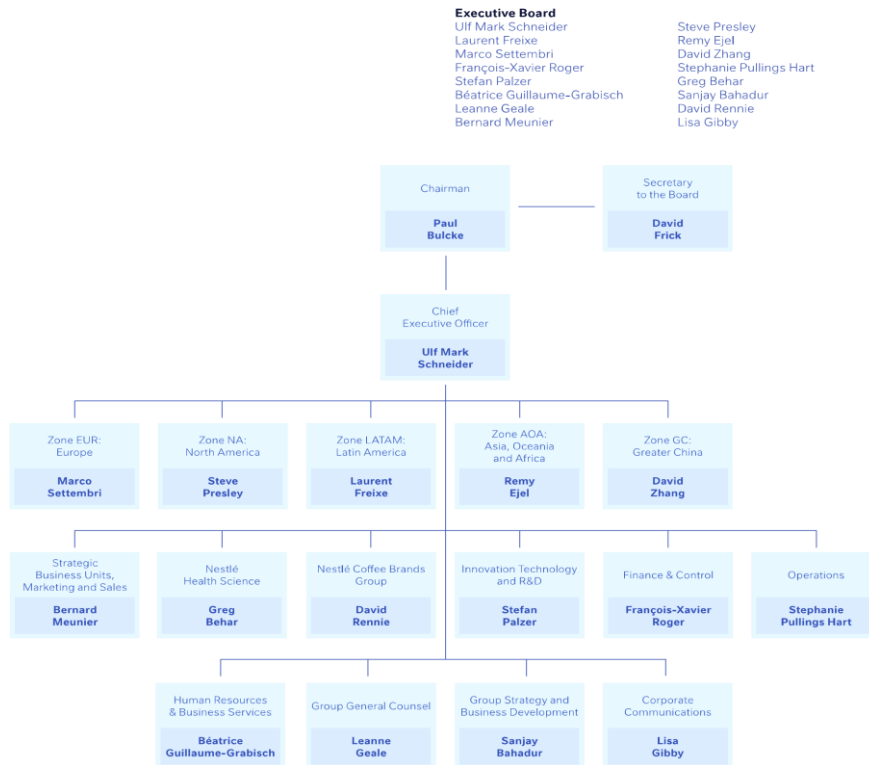 Executive Board
Ulf Mark Schneider
Laurent Freixe
Marco Settembri
François-Xavier Roger
Stefan Palzer
Béatrice Guillaume-Grabisch
Leanne Geale
Bernard Meunier
Steve Presley
Remy Ejel
David Zhang
Stephanie Pullings Hart
Greg Behar
Sanjay Bahadur
David Rennie
Lisa Gibby
Chairman
Paul
Bulcke
Secretary
to the Board
David
Frick
Chief
Executive Officer
Ulf Mark
Schneider
Zone EUR:
Europe
Marco
Settembri
Zone NA:
North America
Steve
Presley
Zone LATAM:
Latin America
Laurent
Freixe
Zone AOA:
Asia, Oceania
and Africa
Remy
Ejel
Zone GC:
Greater China
David
Zhang
Strategic
Business Units,
Marketing and Sales
Bernard
Meunier
Nestlé
Health Science
Greg
Behar
Nestlé Coffee Brands
Group
David
Rennie
Innovation Technology
and R&D
Stefan
Palzer
Finance & Control
François-Xavier
Roger
Operations
Stephanie
Pullings Hart
Human Resources
& Business Services
Béatrice
Guillaume-Grabisch
Group General Counsel
Leanne
Geale
Group Strategy and
Business Development
Sanjay
Bahadur
Corporate
Communications
Lisa
Gibby